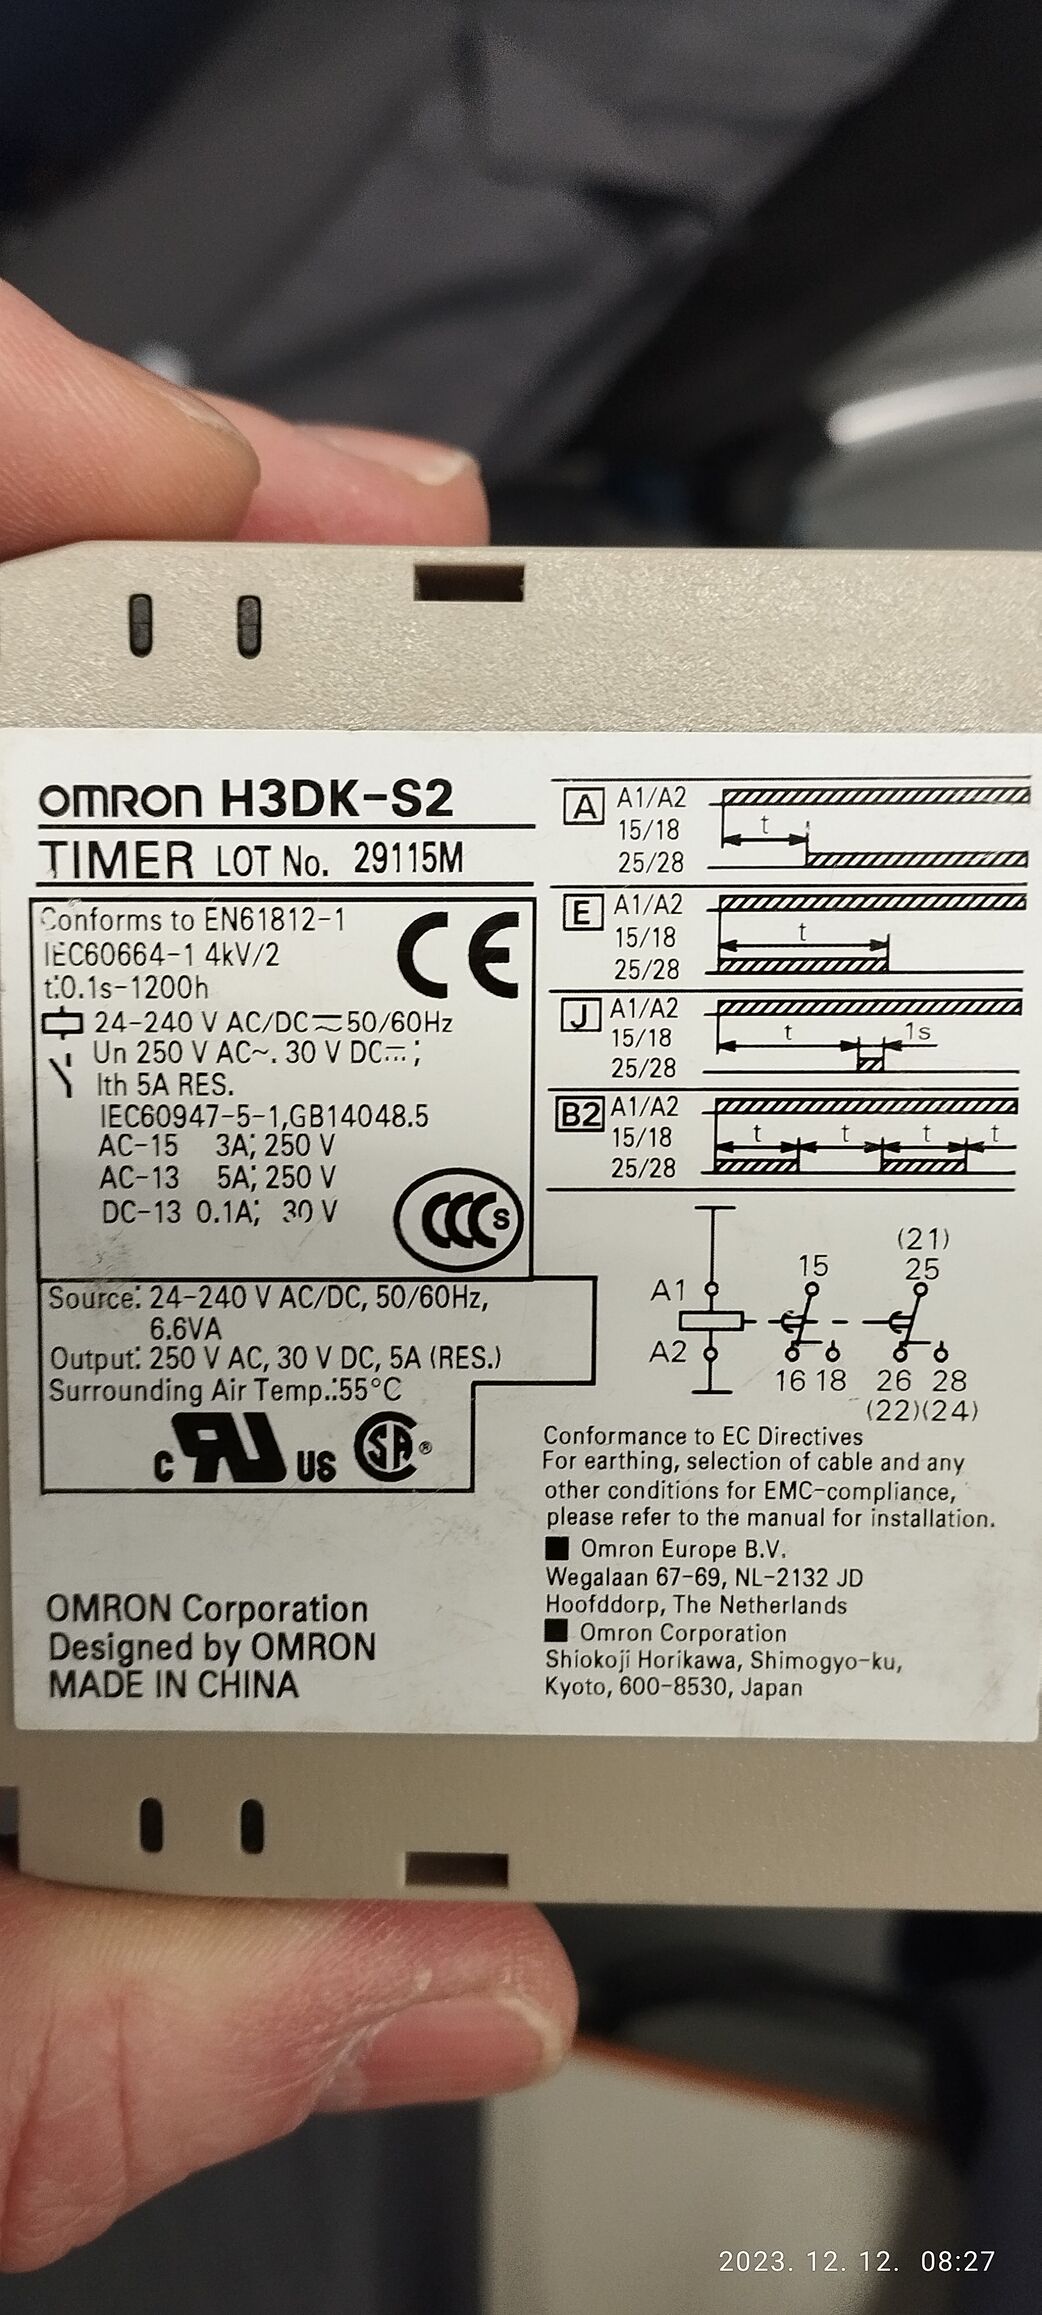 OMRON H3DK-S2
TIMER LOT No. 29115M
Conforms to EN61812-1
IEC60664-1 4kV/2
t:0.1s-1200h
24-240 V AC/DC≂50/60Hz
Un 250 V AC~. 30 V DC⎓;
Ith 5A RES.
IEC60947-5-1,GB14048.5
AC-15 3A; 250 V
AC-13 5A; 250 V
DC-13 0.1A; 30 V
CE
CCC S
Source: 24-240 V AC/DC, 50/60Hz,
6.6VA
Output: 250 V AC, 30 V DC, 5A (RES.)
Surrounding Air Temp.:55°C
c RU US SA ®
OMRON Corporation
Designed by OMRON
MADE IN CHINA
A A1/A2
15/18 t
25/28
E A1/A2
15/18 t
25/28
J A1/A2
15/18 t 1s
25/28
B2 A1/A2
15/18 t t t t
25/28
(21)
15 25
A1
A2
16 18 26 28
(22)(24)
Conformance to EC Directives
For earthing, selection of cable and any
other conditions for EMC-compliance,
please refer to the manual for installation.
■ Omron Europe B.V.
Wegalaan 67-69, NL-2132 JD
Hoofddorp, The Netherlands
■ Omron Corporation
Shiokoji Horikawa, Shimogyo-ku,
Kyoto, 600-8530, Japan
2023. 12. 12. 08:27